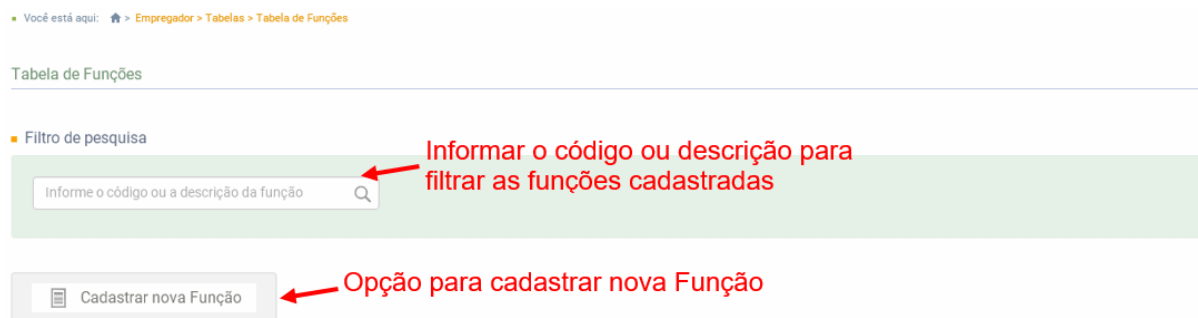 Você está aqui: > Empregador > Tabelas > Tabela de Funções
Tabela de Funções
Filtro de pesquisa
Informar o código ou descrição para
filtrar as funções cadastradas
Informe o código ou a descrição da função
Opção para cadastrar nova Função
Cadastrar nova Função